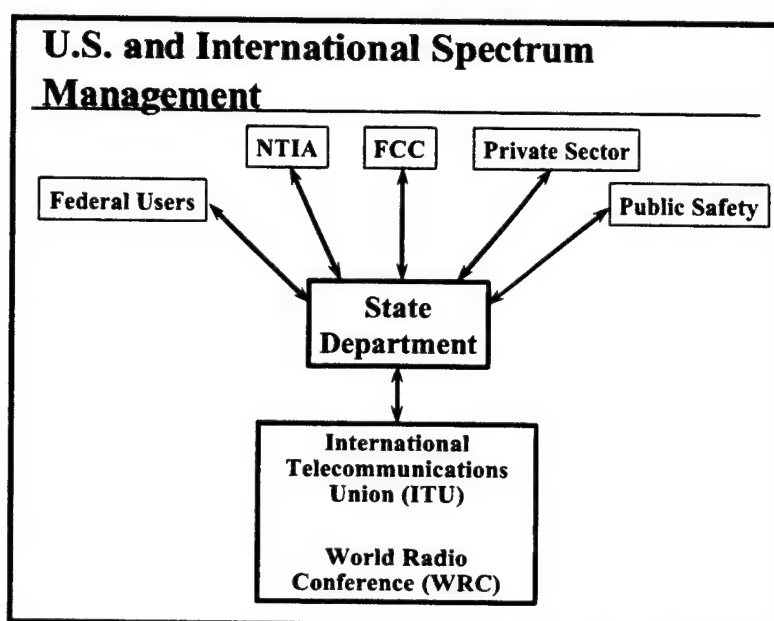 U.S. and International Spectrum
Management
NTIA
FCC
Private Sector
Federal Users
Public Safety
State
Department
International
Telecommunications
Union (ITU)
World Radio
Conference (WRC)